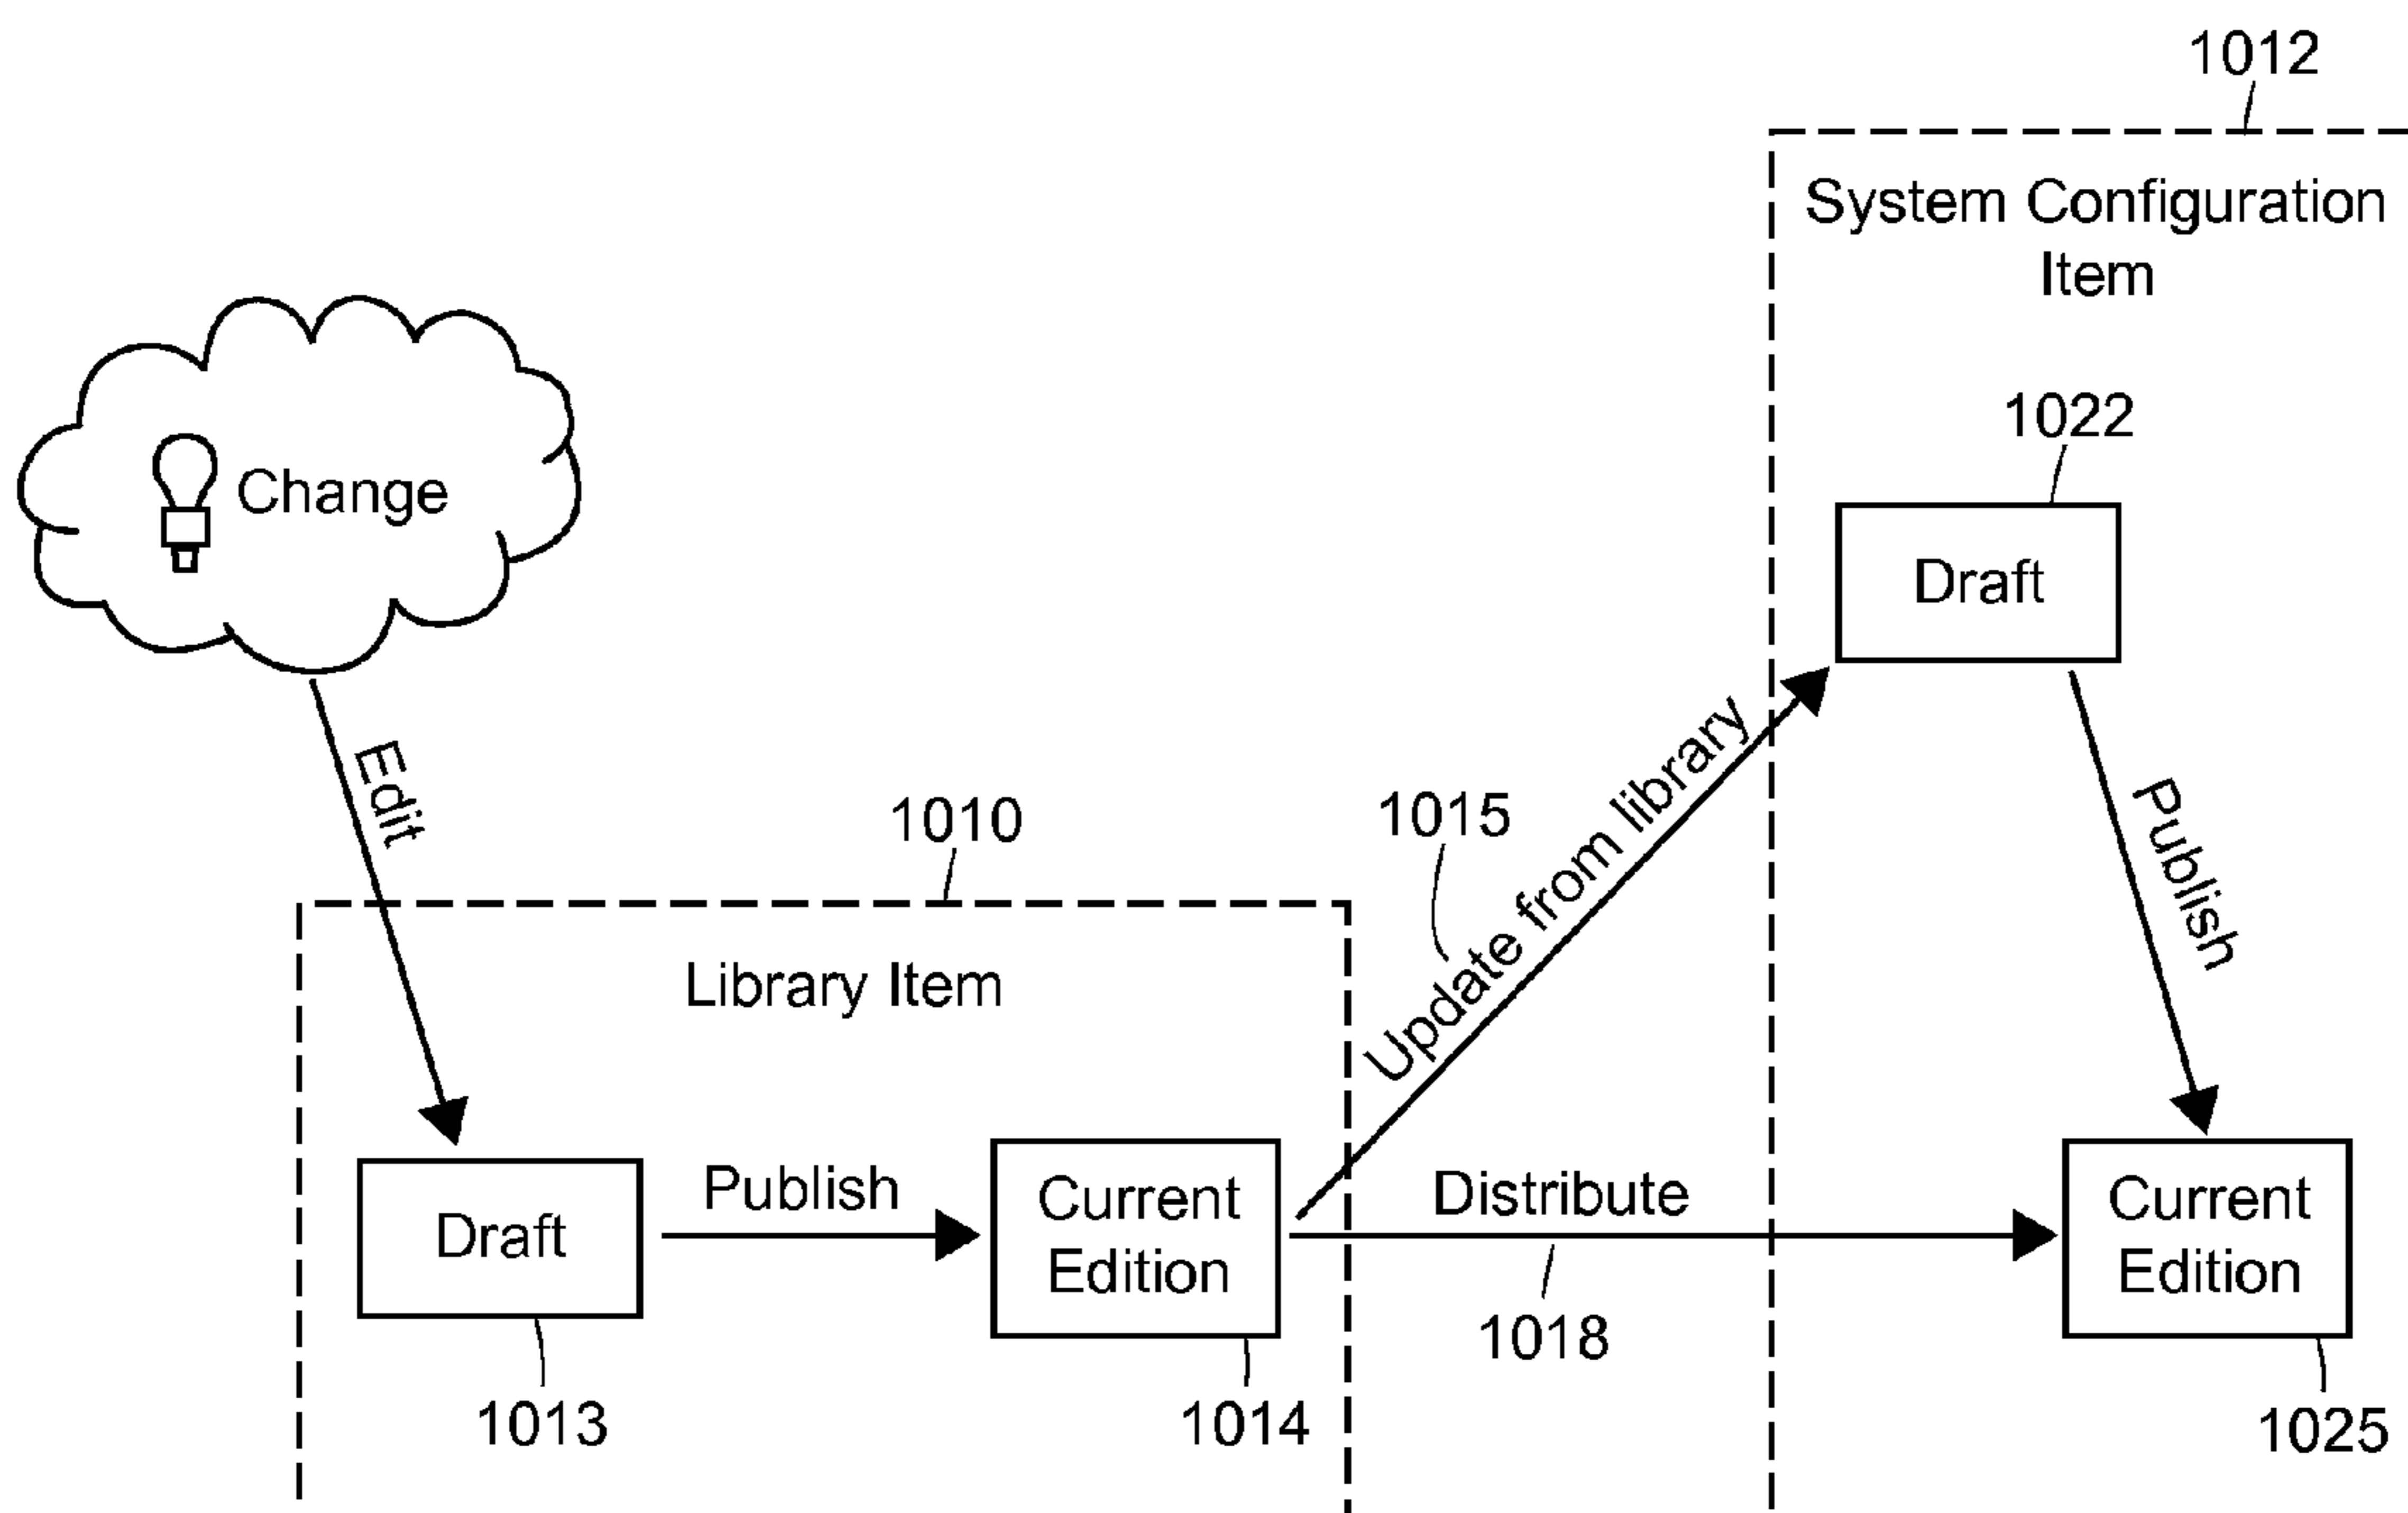 1012
System Configuration
Item
1022
Change
Draft
Edit
Publish
1010
1015
Update from library
Library Item
Draft
Publish
Current
Edition
Distribute
1018
Current
Edition
1013
1014
1025